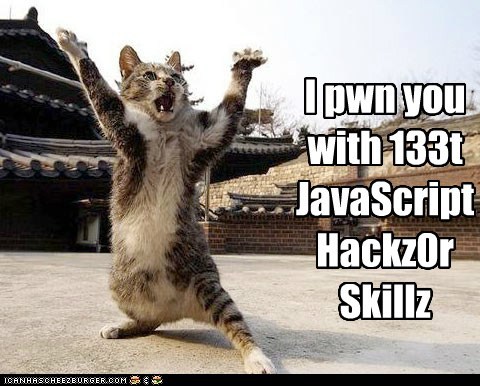 I pwn you
with 133t
JavaScript
Hackz0r
Skillz
ICANHASCHEEZBURGER.COM